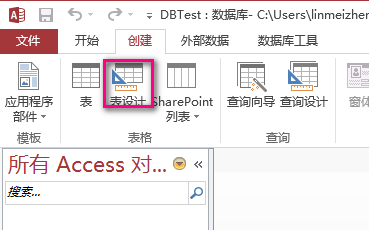 DBTest : 数据库- C:\Users\linmeizhen
文件 开始 创建 外部数据 数据库工具
应用程序 表 表设计 SharePoint 查询向导 查询设计 窗体
部件 列表
模板 表格 查询
所有 Access 对...
搜索...